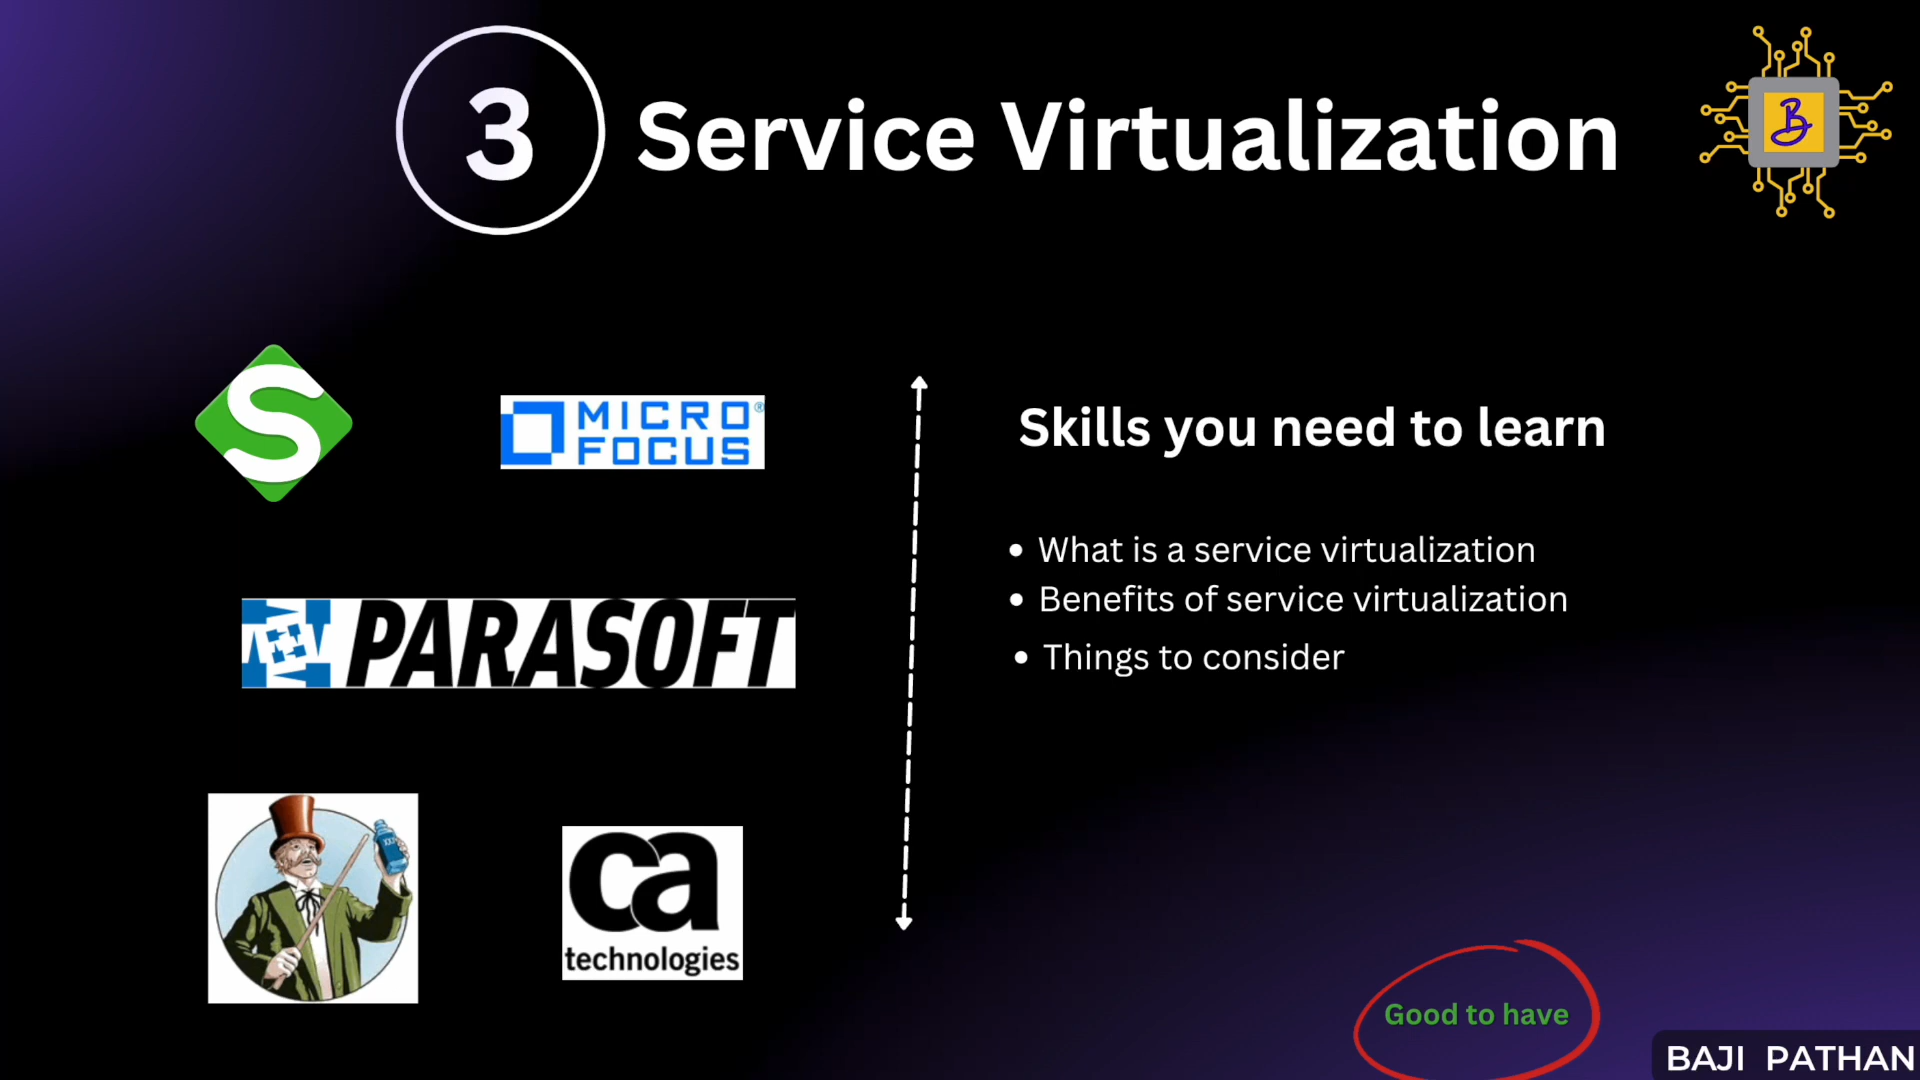 3
Service Virtualization
B
S
MICRO
FOCUS®
PARASOFT
ca
technologies
Skills you need to learn
• What is a service virtualization
• Benefits of service virtualization
• Things to consider
Good to have
BAJI PATHAN